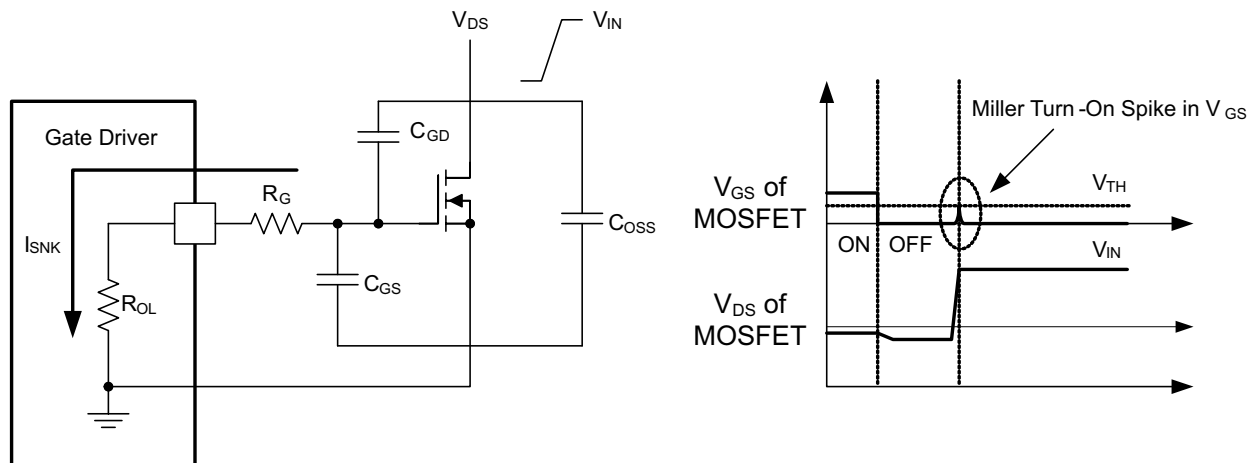 VDS
VIN
Gate Driver
CGD
RG
COSS
ISNK
CGS
ROL
Miller Turn -On Spike in V GS
VGS of
MOSFET
VTH
ON
OFF
VIN
VDS of
MOSFET